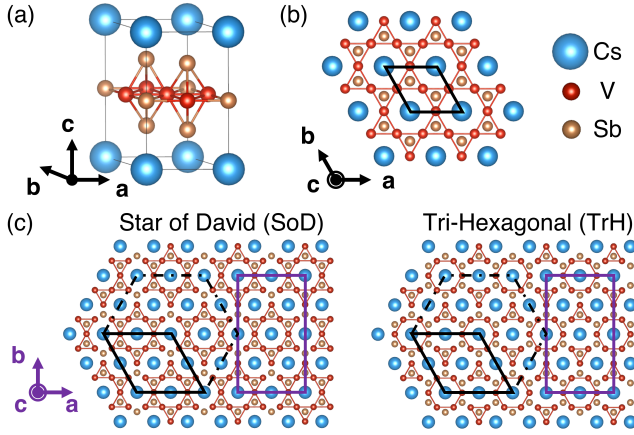 (a)
c
b
a
(b)
b
c
a
Cs
V
Sb
(c)
Star of David (SoD)
Tri-Hexagonal (TrH)
b
c
a